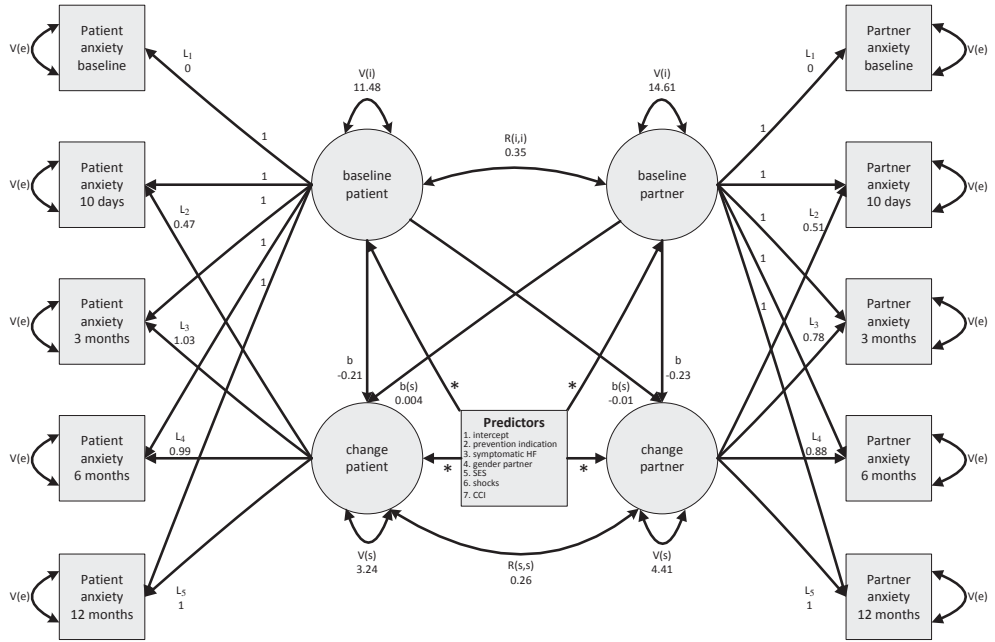 Patient
anxiety
baseline
V(e)
L1
0
1
Patient
anxiety
10 days
V(e)
1
L2
0.47
1
Patient
anxiety
3 months
V(e)
1
L3
1.03
1
Patient
anxiety
6 months
V(e)
L4
0.99
Patient
anxiety
12 months
V(e)
L5
1
V(i)
11.48
baseline
patient
R(i,i)
0.35
V(i)
14.61
baseline
partner
b
-0.21
b(s)
0.004
*
*
b(s)
-0.01
b
-0.23
change
patient
*
Predictors
1. intercept
2. prevention indication
3. symptomatic HF
4. gender partner
5. SES
6. shocks
7. CCI
*
change
partner
V(s)
3.24
R(s,s)
0.26
V(s)
4.41
Partner
anxiety
baseline
V(e)
L1
0
1
Partner
anxiety
10 days
V(e)
1
L2
0.51
1
Partner
anxiety
3 months
V(e)
1
L3
0.78
1
Partner
anxiety
6 months
V(e)
L4
0.88
Partner
anxiety
12 months
V(e)
L5
1